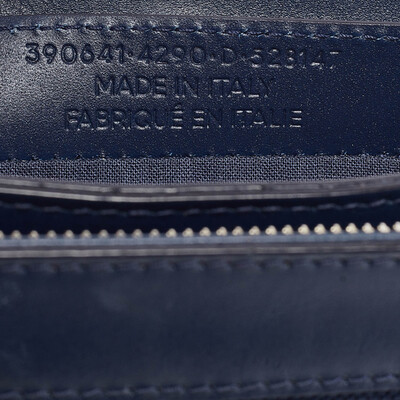 390641·4290·D·528147
MADE IN ITALY
FABRIQUÉ EN ITALIE